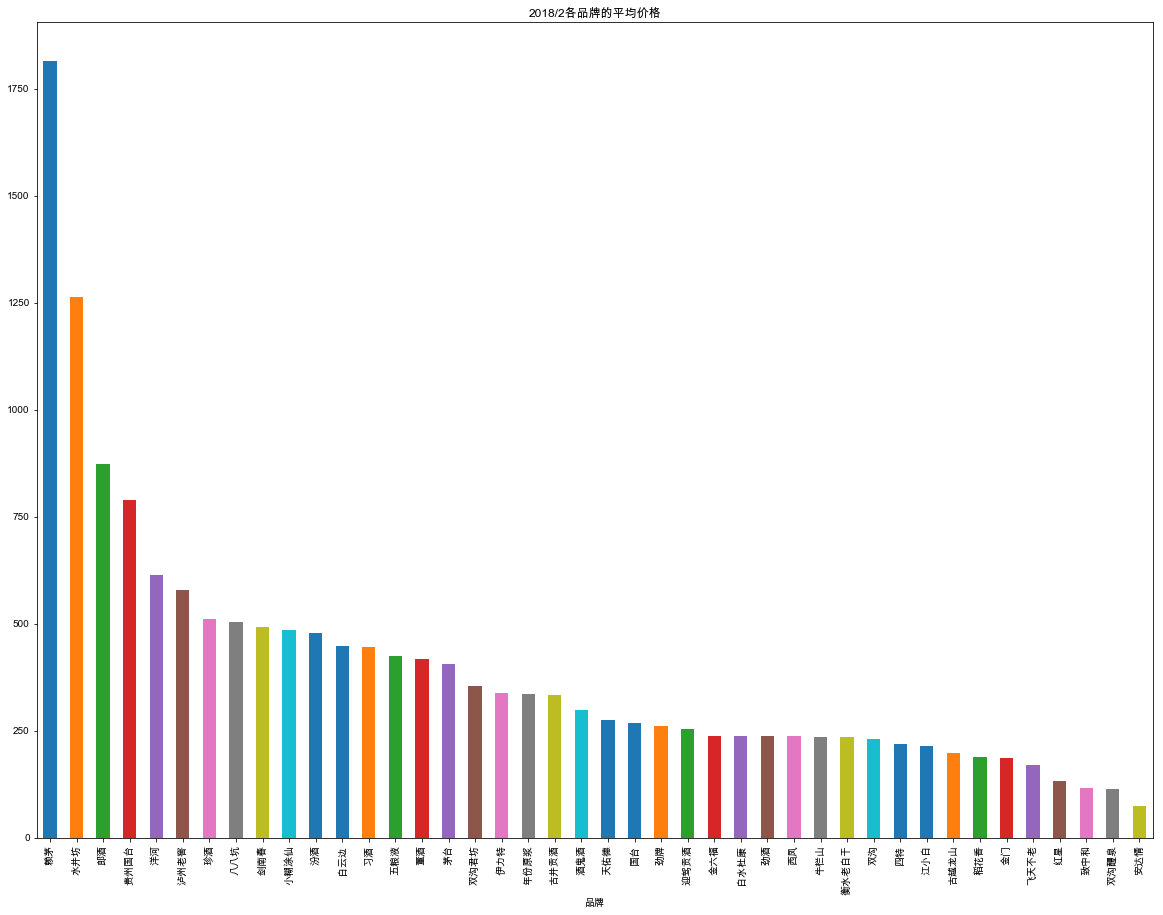 2018/2各品牌的平均价格
1750
1500
1250
1000
750
500
250
0
赖茅
水井坊
郎酒
贵州国台
洋河
泸州老窖
珍酒
八八坑
剑南春
小糊涂仙
汾酒
白云边
习酒
五粮液
董酒
茅台
双沟君坊
伊力特
年份原浆
古井贡酒
酒鬼酒
天佑德
国台
劲牌
迎驾贡酒
金六福
白水杜康
劲酒
西凤
牛栏山
衡水老白干
双沟
四特
江小白
古越龙山
稻花香
金门
飞天不老
红星
致中和
双沟醴泉
安达情
品牌